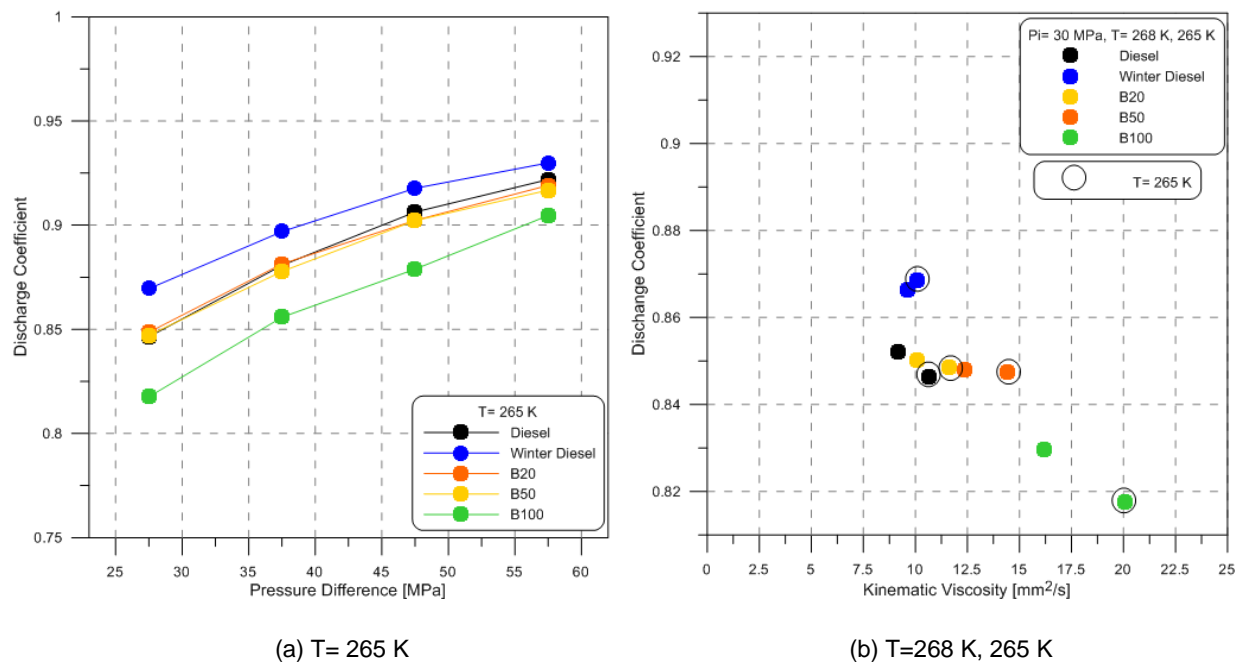 1
0.95
0.9
0.85
0.8
0.75
Discharge Coefficient
25
30
35
40
45
50
55
60
Pressure Difference [MPa]
T= 265 K
Diesel
Winter Diesel
B20
B50
B100
(a) T= 265 K
0.92
0.9
0.88
0.86
0.84
0.82
Dischange Coefficient
0
2.5
5
7.5
10
12.5
15
17.5
20
22.5
25
Kinematic Viscosity [mm²/s]
Pi= 30 MPa, T= 268 K, 265 K
Diesel
Winter Diesel
B20
B50
B100
T= 265 K
(b) T=268 K, 265 K